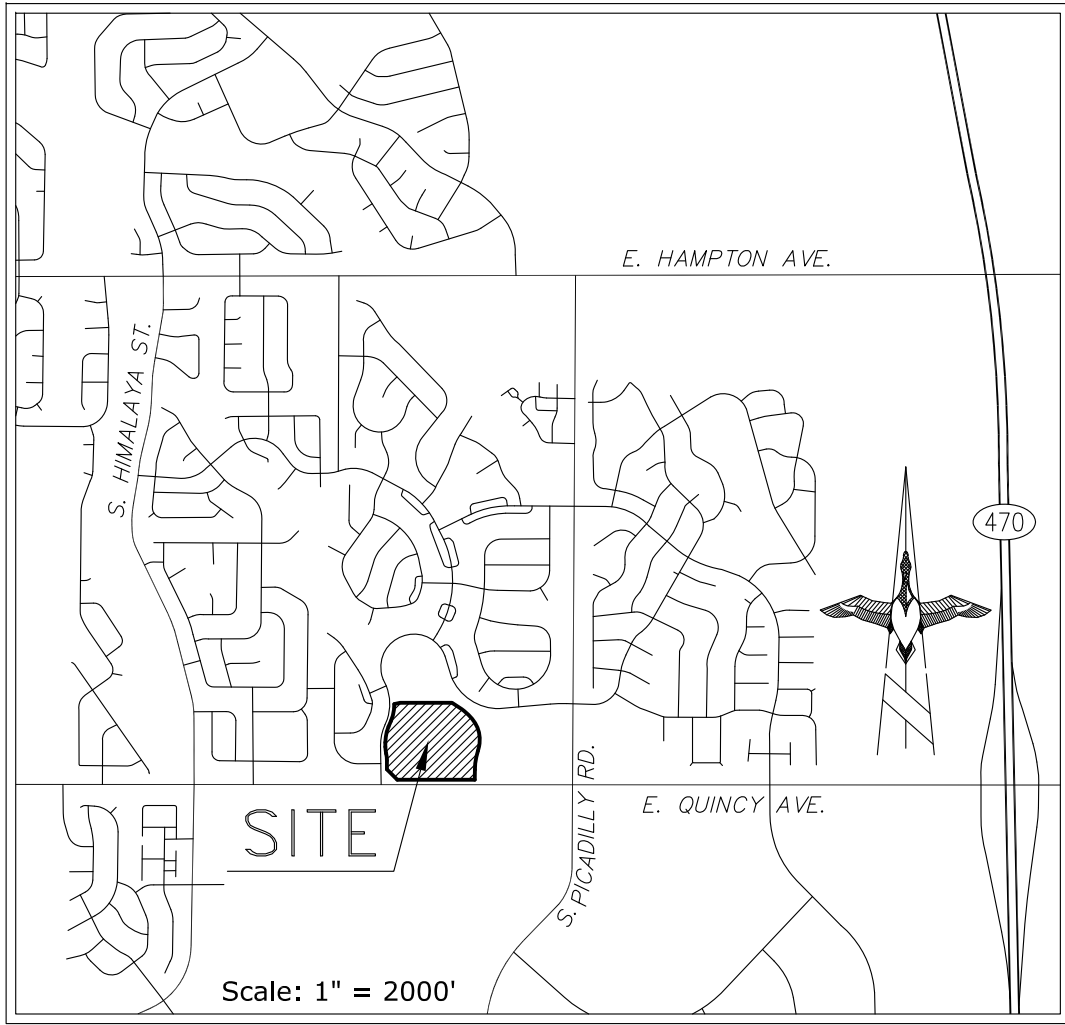 E. HAMPTON AVE.
S. HIMALAYA ST.
470
S. PICADILLY RD.
E. QUINCY AVE.
SITE
Scale: 1" = 2000'